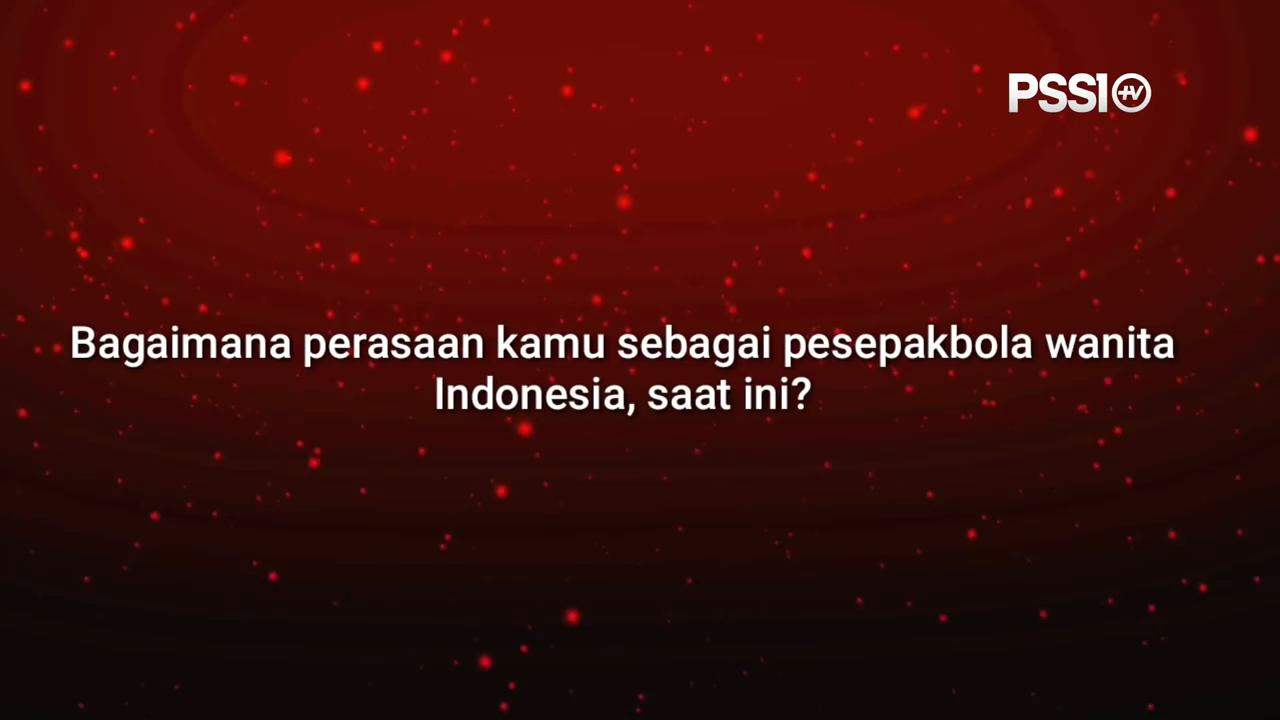 PSSI tv
Bagaimana perasaan kamu sebagai pesepakbola wanita
Indonesia, saat ini?